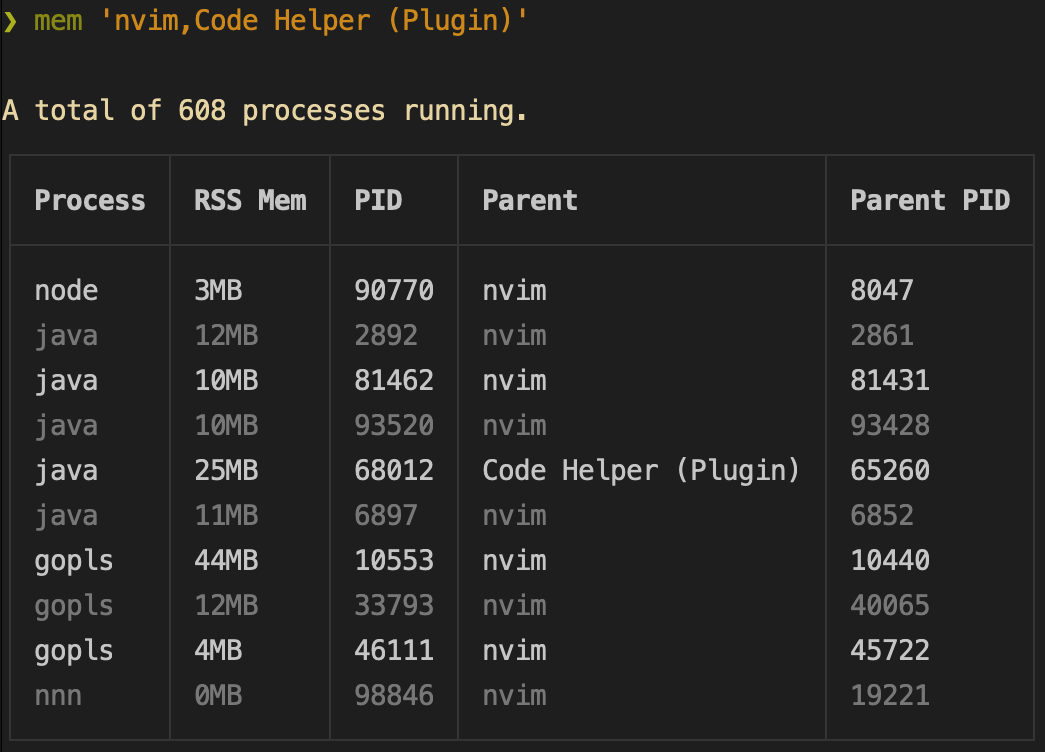 ❯ mem 'nvim,Code Helper (Plugin)'
A total of 608 processes running.
Process RSS Mem PID Parent Parent PID
node 3MB 90770 nvim 8047
java 12MB 2892 nvim 2861
java 10MB 81462 nvim 81431
java 10MB 93520 nvim 93428
java 25MB 68012 Code Helper (Plugin) 65260
java 11MB 6897 nvim 6852
gopls 44MB 10553 nvim 10440
gopls 12MB 33793 nvim 40065
gopls 4MB 46111 nvim 45722
nnn 0MB 98846 nvim 19221